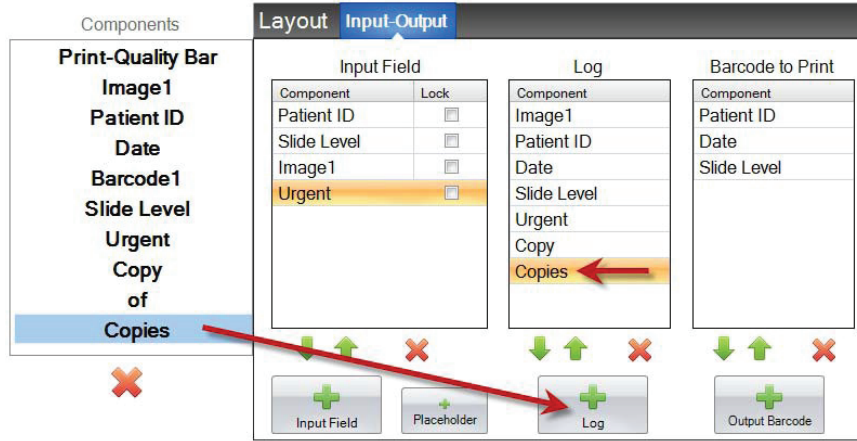 Components
Print-Quality Bar
Image1
Patient ID
Date
Barcode1
Slide Level
Urgent
Copy
of
Copies
Layout Input-Output
Input Field
Component Lock
Patient ID
Slide Level
Image1
Urgent
Input Field
Placeholder
Log
Component
Image1
Patient ID
Date
Slide Level
Urgent
Copy
Copies
Log
Barcode to Print
Component
Patient ID
Date
Slide Level
Output Barcode